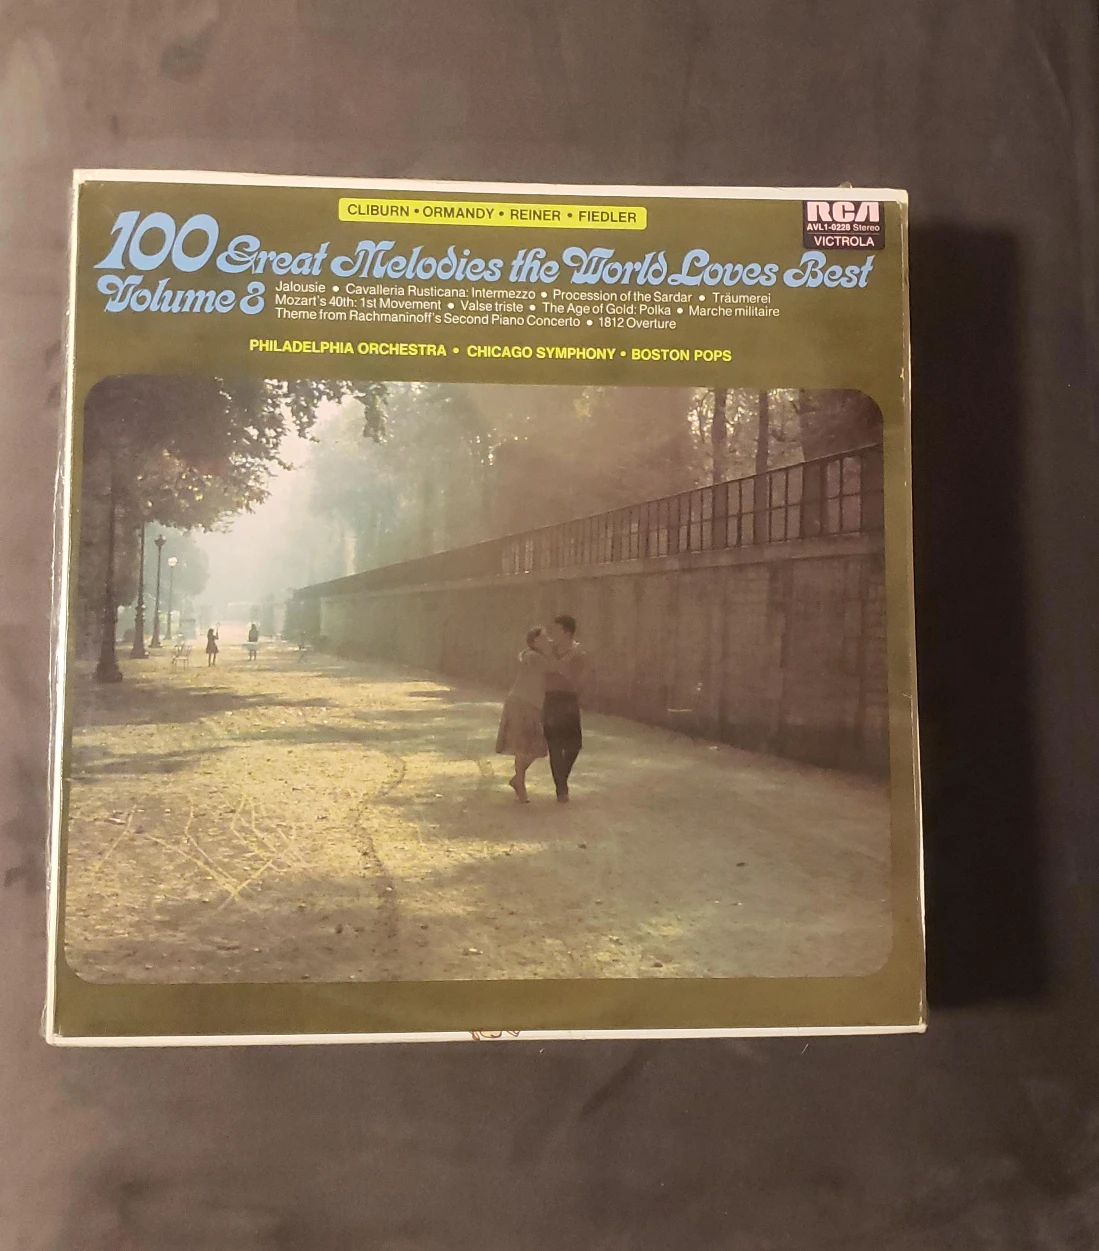 CLIBURN • ORMANDY • REINER • FIEDLER
RCA
AVL1-0228 Stereo
VICTROLA
100 Great Melodies the World Loves Best
Volume 8
Jalousie • Cavalleria Rusticana: Intermezzo • Procession of the Sardar • Träumerei
Mozart's 40th: 1st Movement • Valse triste • The Age of Gold: Polka • Marche militaire
Theme from Rachmaninoff's Second Piano Concerto • 1812 Overture
PHILADELPHIA ORCHESTRA • CHICAGO SYMPHONY • BOSTON POPS